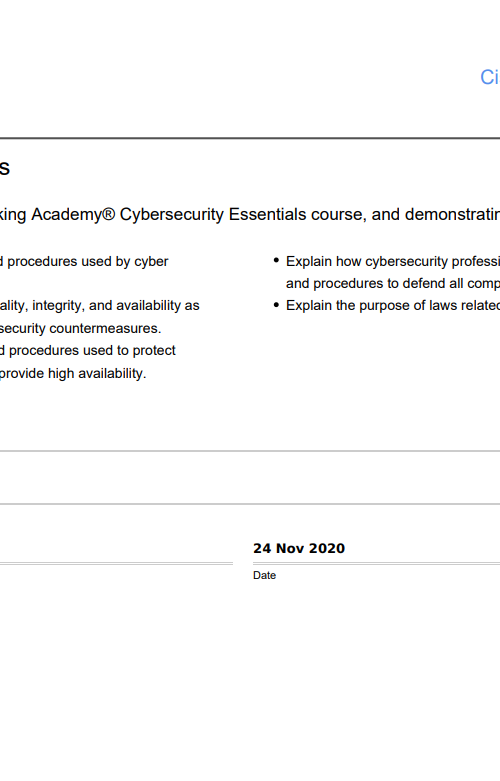 Ci
s
king Academy® Cybersecurity Essentials course, and demonstratin
d procedures used by cyber
ality, integrity, and availability as
security countermeasures.
d procedures used to protect
provide high availability.
• Explain how cybersecurity professi
and procedures to defend all comp
• Explain the purpose of laws related
24 Nov 2020
Date